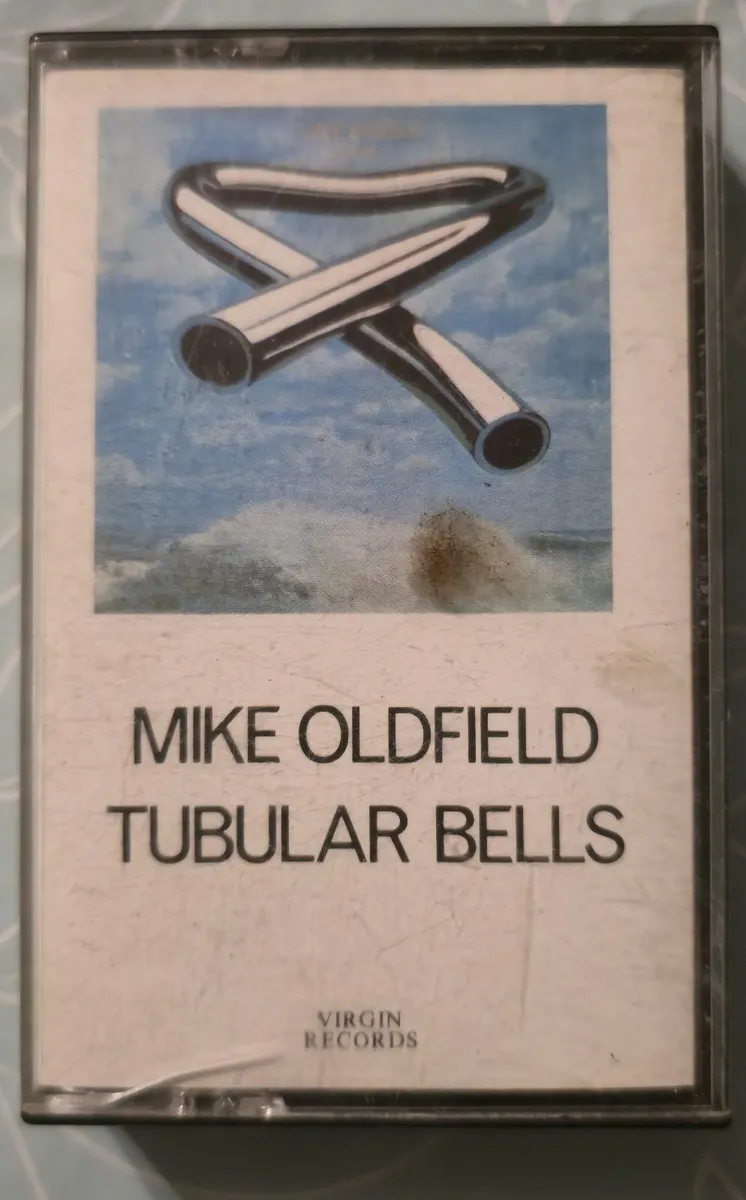 MIKE OLDFIELD
TUBULAR BELLS
VIRGIN
RECORDS